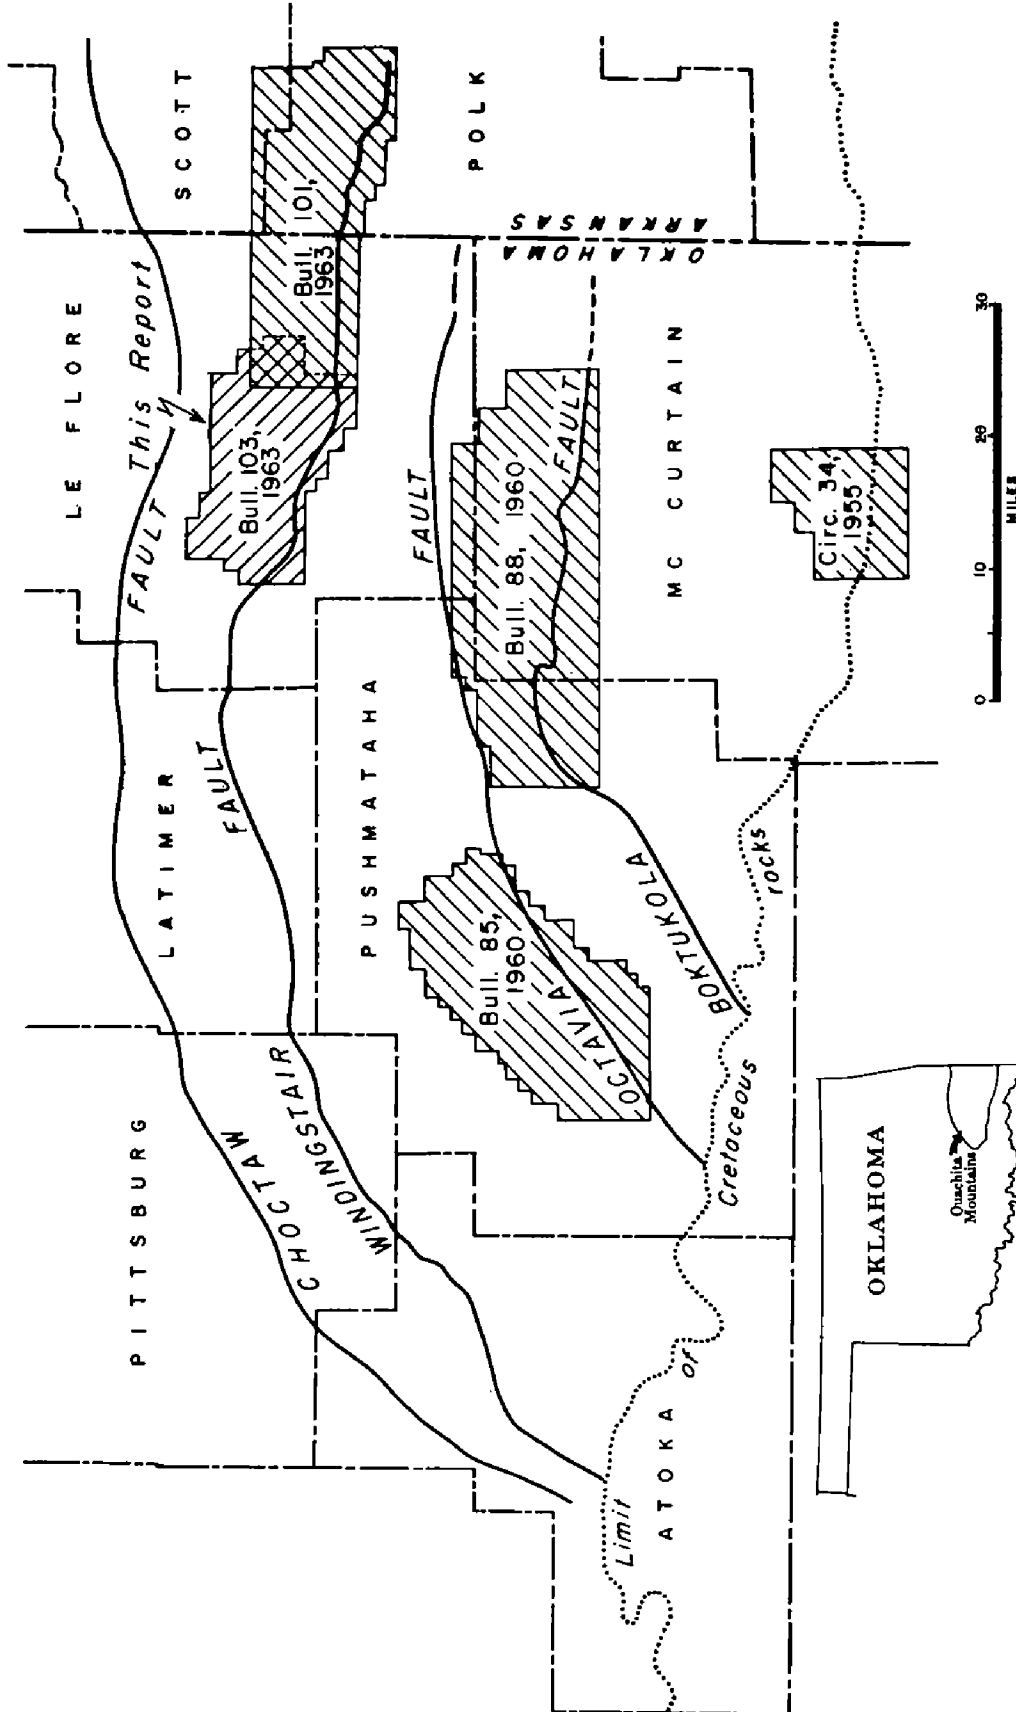 PITTSBURG
LATIMER
LE FLORE
SCOTT
CHOCTAW
FAULT
This Report
WINDINGSTAIR
FAULT
Bull. 103,
1963
Bull. 101,
1963
PUSHMATAHA
POLK
FAULT
OKLAHOMA
ARKANSAS
Bull. 85,
1960
OCTAVIA
Bull. 88, 1960
FAULT
BOKTUKOLA
MC CURTAIN
ATOKA
Limit
of
Cretaceous
rocks
Circ. 34,
1955
OKLAHOMA
Ouachita
Mountains
0 10 20 30
MILES